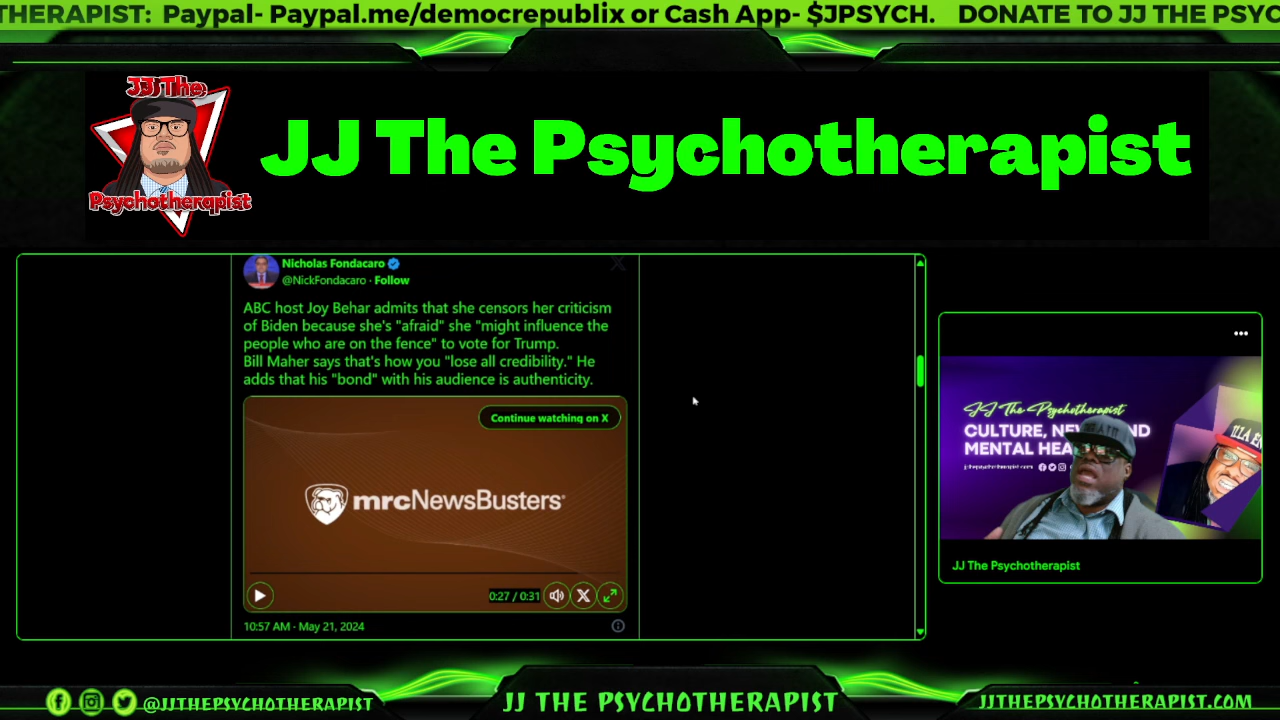 THERAPIST: Paypal- Paypal.me/democrepublix or Cash App- $JPSYCH. DONATE TO JJ THE PSYC
JJ The
Psychotherapist
JJ The Psychotherapist
Nicholas Fondacaro
@NickFondacaro · Follow
ABC host Joy Behar admits that she censors her criticism
of Biden because she's "afraid" she "might influence the
people who are on the fence" to vote for Trump.
Bill Maher says that's how you "lose all credibility." He
adds that his "bond" with his audience is authenticity.
Continue watching on X
mrcNewsBusters
0:27 / 0:31
10:57 AM · May 21, 2024
JJ The Psychotherapist
CULTURE, NE ND
MENTAL HEA
jjthepsychotherapist.com
JJ The Psychotherapist
@JJTHEPSYCHOTHERAPIST
JJ THE PSYCHOTHERAPIST
JJTHEPSYCHOTHERAPIST.COM